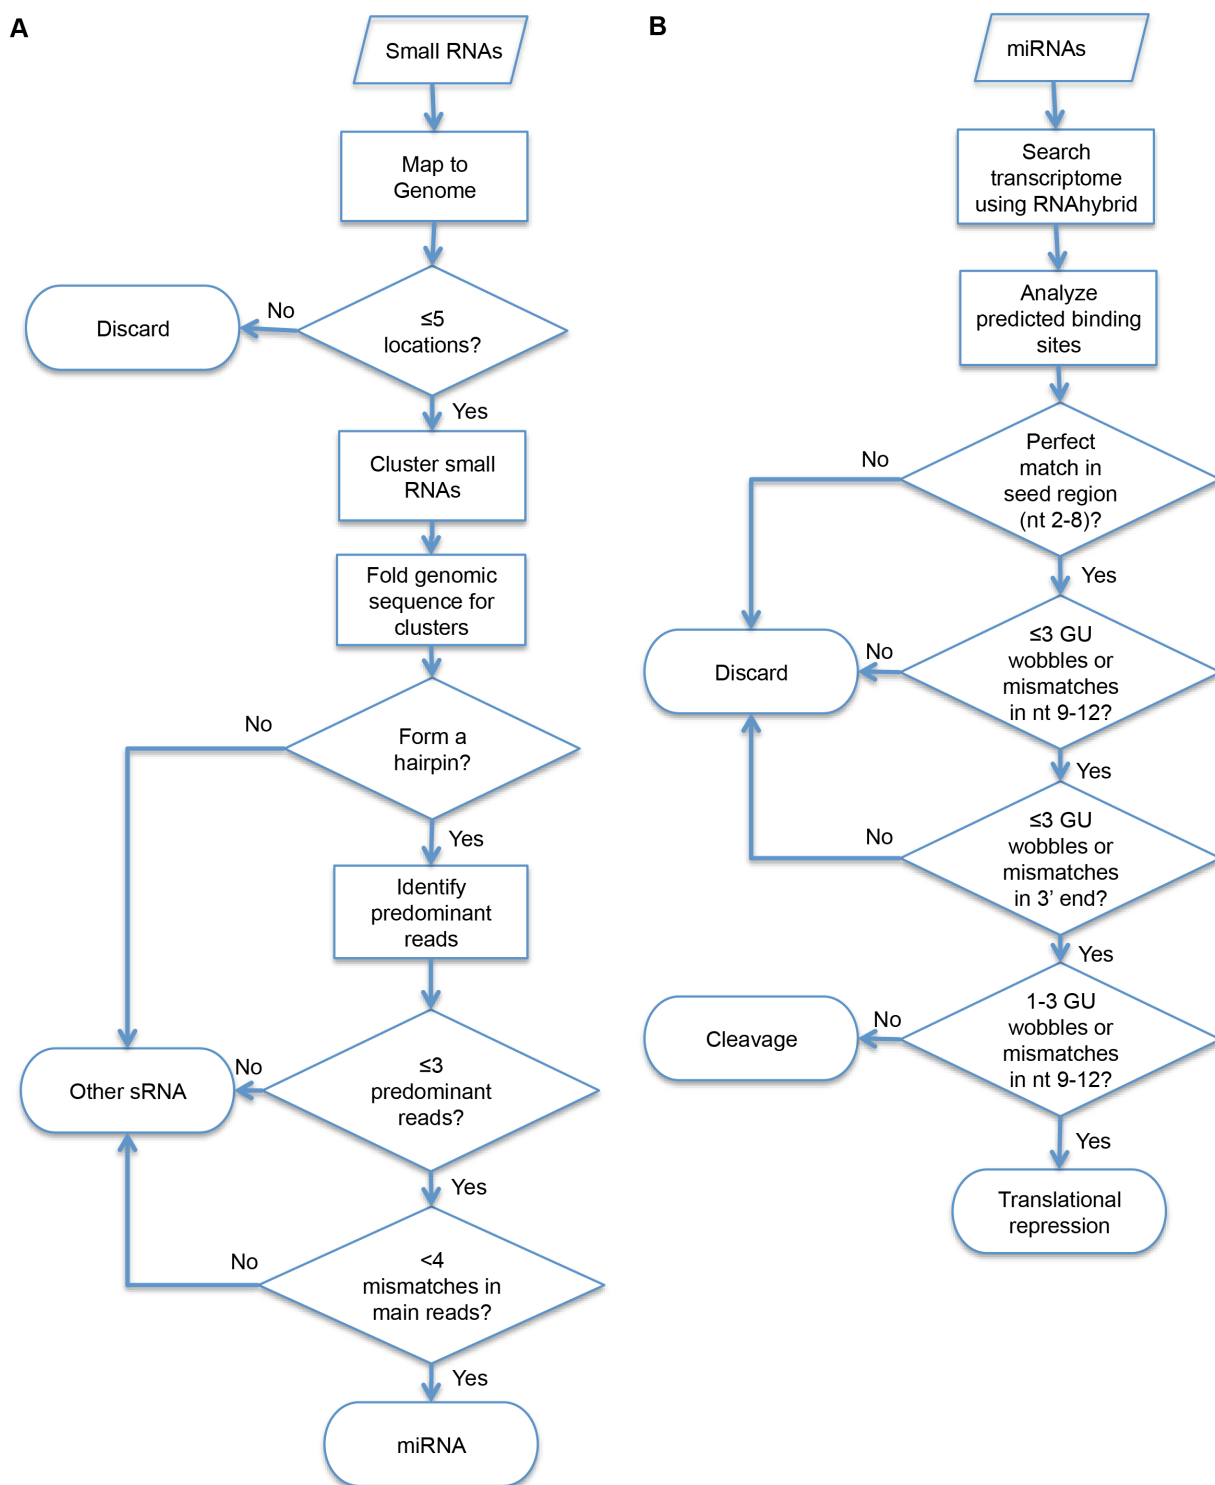 A
Small RNAs
Map to
Genome
≤5
locations?
No
Discard
Yes
Cluster small
RNAs
Fold genomic
sequence for
clusters
Form a
hairpin?
No
Yes
Identify
predominant
reads
≤3
predominant
reads?
No
Other sRNA
Yes
<4
mismatches in
main reads?
No
Yes
miRNA
B
miRNAs
Search
transcriptome
using RNAhybrid
Analyze
predicted binding
sites
Perfect
match in
seed region
(nt 2-8)?
No
Yes
≤3 GU
wobbles or
mismatches
in nt 9-12?
No
Discard
Yes
≤3 GU
wobbles or
mismatches
in 3’ end?
No
Yes
1-3 GU
wobbles or
mismatches
in nt 9-12?
No
Cleavage
Yes
Translational
repression